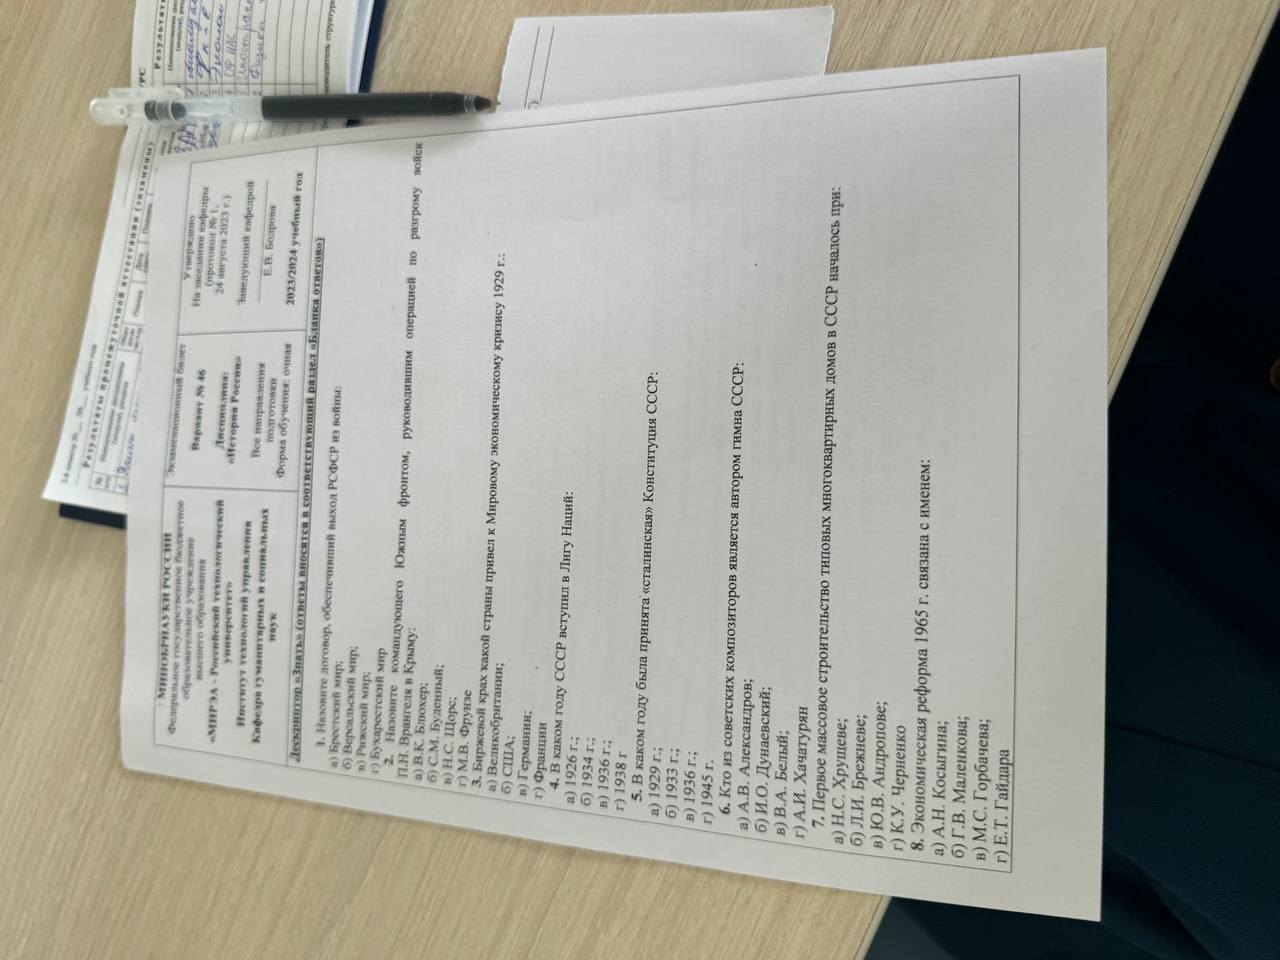 МИНОБРНАУКИ РОССИИ
Федеральное государственное бюджетное
образовательное учреждение
высшего образования
«МИРЭА - Российский технологический
университет»
Институт технологий управления
Кафедра гуманитарных и социальных
наук
Экзаменационный билет
Вариант № 46
Дисциплина:
«История России»
Все направления
подготовки
Форма обучения: очная
Утверждено
На заседании кафедры
(протокол № 1,
24 августа 2023 г.)
Заведующий кафедрой
Е.В. Бодрова
2023/2024 учебный год
Дескриптор «Знать» (ответы вносятся в соответствующий раздел «Бланка ответов»)
1. Назовите договор, обеспечивший выход РСФСР из войны:
а) Брестский мир;
б) Версальский мир;
в) Рижский мир;
г) Бухарестский мир
2. Назовите командующего Южным фронтом, руководившим операцией по разгрому войск
П.Н. Врангеля в Крыму:
а) В.К. Блюхер;
б) С.М. Буденный;
в) Н.С. Щорс;
г) М.В. Фрунзе
3. Биржевой крах какой страны привел к Мировому экономическому кризису 1929 г.:
а) Великобритании;
б) США;
в) Германии;
г) Франции
4. В каком году СССР вступил в Лигу Наций:
а) 1926 г.;
б) 1934 г.;
в) 1936 г.;
г) 1938 г
5. В каком году была принята «сталинская» Конституция СССР:
а) 1929 г.;
б) 1933 г.;
в) 1936 г.;
г) 1945 г.
6. Кто из советских композиторов является автором гимна СССР:
а) А.В. Александров;
б) И.О. Дунаевский;
в) В.А. Белый;
г) А.И. Хачатурян
7. Первое массовое строительство типовых многоквартирных домов в СССР началось при:
а) Н.С. Хрущеве;
б) Л.И. Брежневе;
в) Ю.В. Андропове;
г) К.У. Черненко
8. Экономическая реформа 1965 г. связана с именем:
а) А.Н. Косыгина;
б) Г.В. Маленкова;
в) М.С. Горбачева;
г) Е.Т. Гайдара